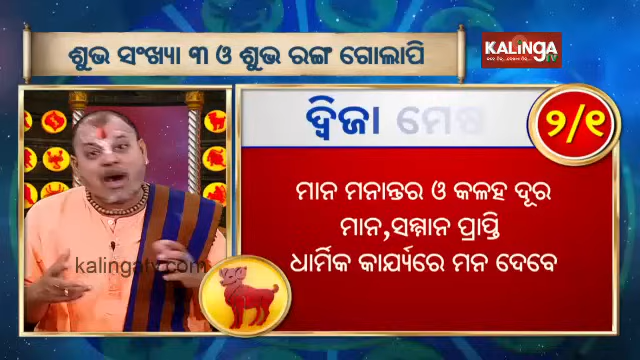 ଶୁଭ ସଂଖ୍ୟା ୩ ଓ ଶୁଭ ରଙ୍ଗ ଗୋଲାପି
KALINGA TV
ଦ୍ୱିଜା ମେଷ
୨/୧
ମାନ ମନାନ୍ତର ଓ କଳହ ଦୂର
ମାନ,ସମ୍ମାନ ପ୍ରାପ୍ତି
ଧାର୍ମିକ କାର୍ଯ୍ୟରେ ମନ ଦେବେ
kalingatv.com